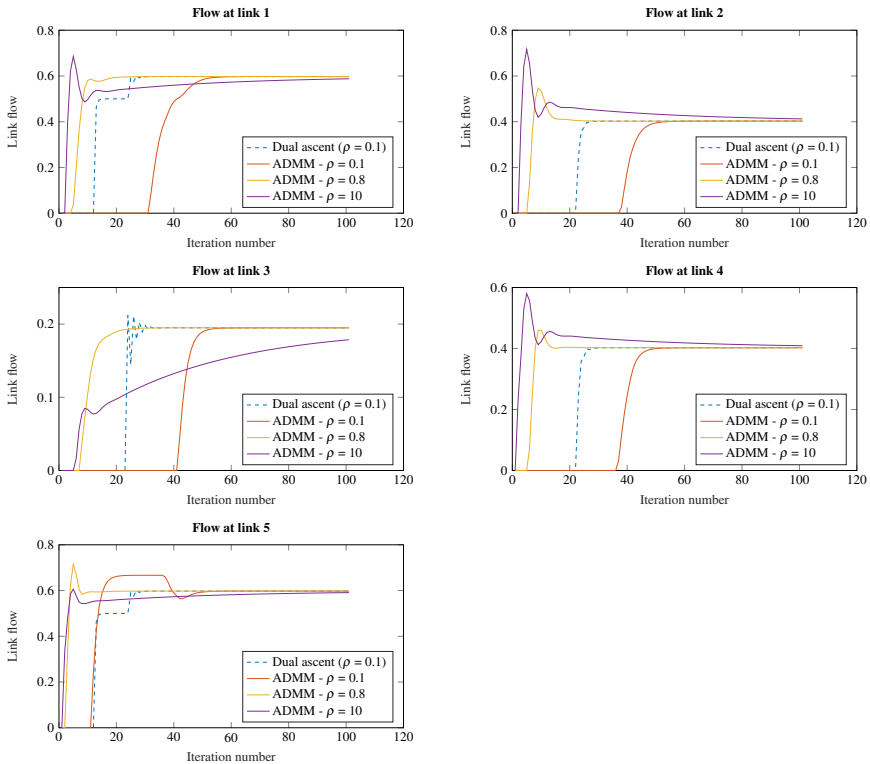 Flow at link 1
0.8
0.6
0.4
0.2
0
Link flow
Dual ascent (ρ = 0.1)
ADMM - ρ = 0.1
ADMM - ρ = 0.8
ADMM - ρ = 10
0 20 40 60 80 100 120
Iteration number
Flow at link 2
0.8
0.6
0.4
0.2
0
Link flow
Dual ascent (ρ = 0.1)
ADMM - ρ = 0.1
ADMM - ρ = 0.8
ADMM - ρ = 10
0 20 40 60 80 100 120
Iteration number
Flow at link 3
0.2
0.1
0
Link flow
Dual ascent (ρ = 0.1)
ADMM - ρ = 0.1
ADMM - ρ = 0.8
ADMM - ρ = 10
0 20 40 60 80 100 120
Iteration number
Flow at link 4
0.6
0.4
0.2
0
Link flow
Dual ascent (ρ = 0.1)
ADMM - ρ = 0.1
ADMM - ρ = 0.8
ADMM - ρ = 10
0 20 40 60 80 100 120
Iteration number
Flow at link 5
0.8
0.6
0.4
0.2
0
Link flow
Dual ascent (ρ = 0.1)
ADMM - ρ = 0.1
ADMM - ρ = 0.8
ADMM - ρ = 10
0 20 40 60 80 100 120
Iteration number